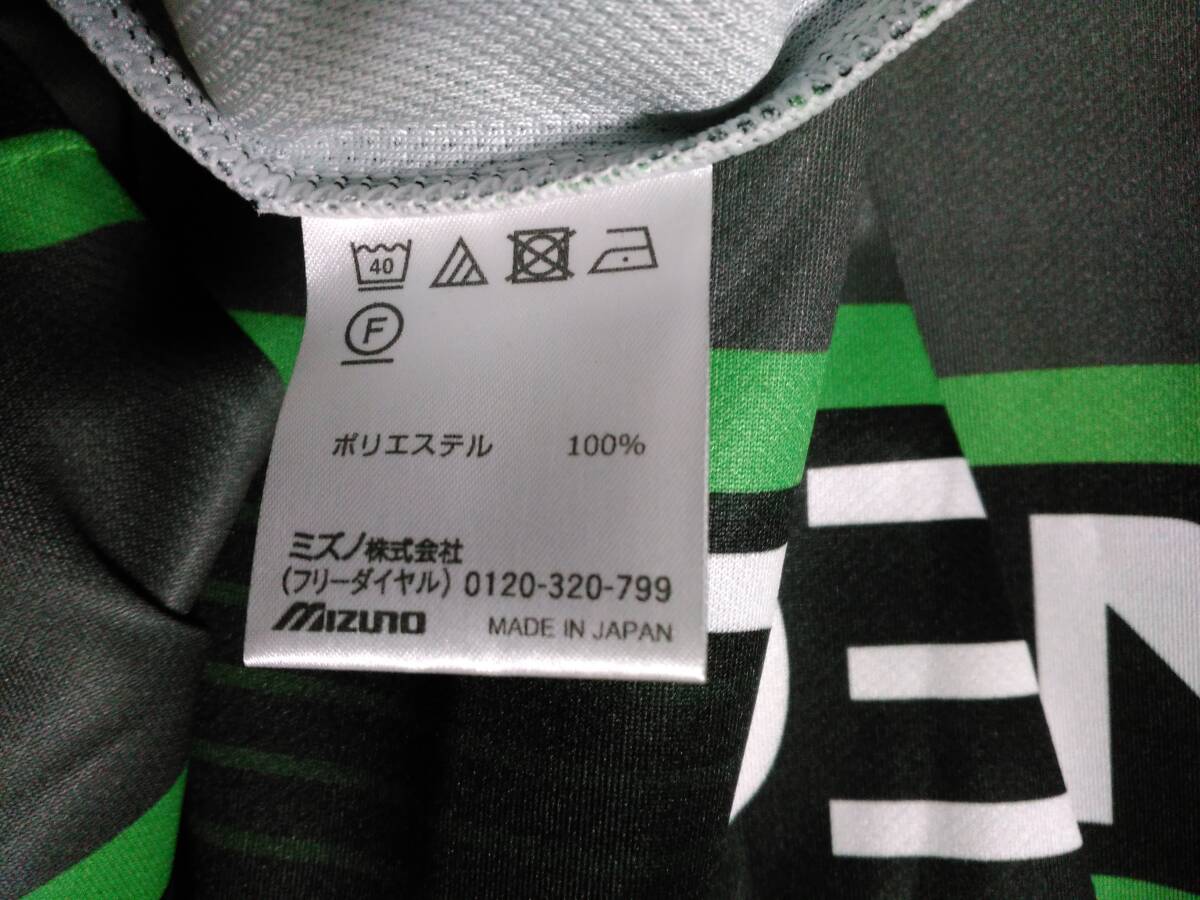 40
F
ポリエステル 100%
ミズノ株式会社
(フリーダイヤル) 0120-320-799
MIZUNO MADE IN JAPAN